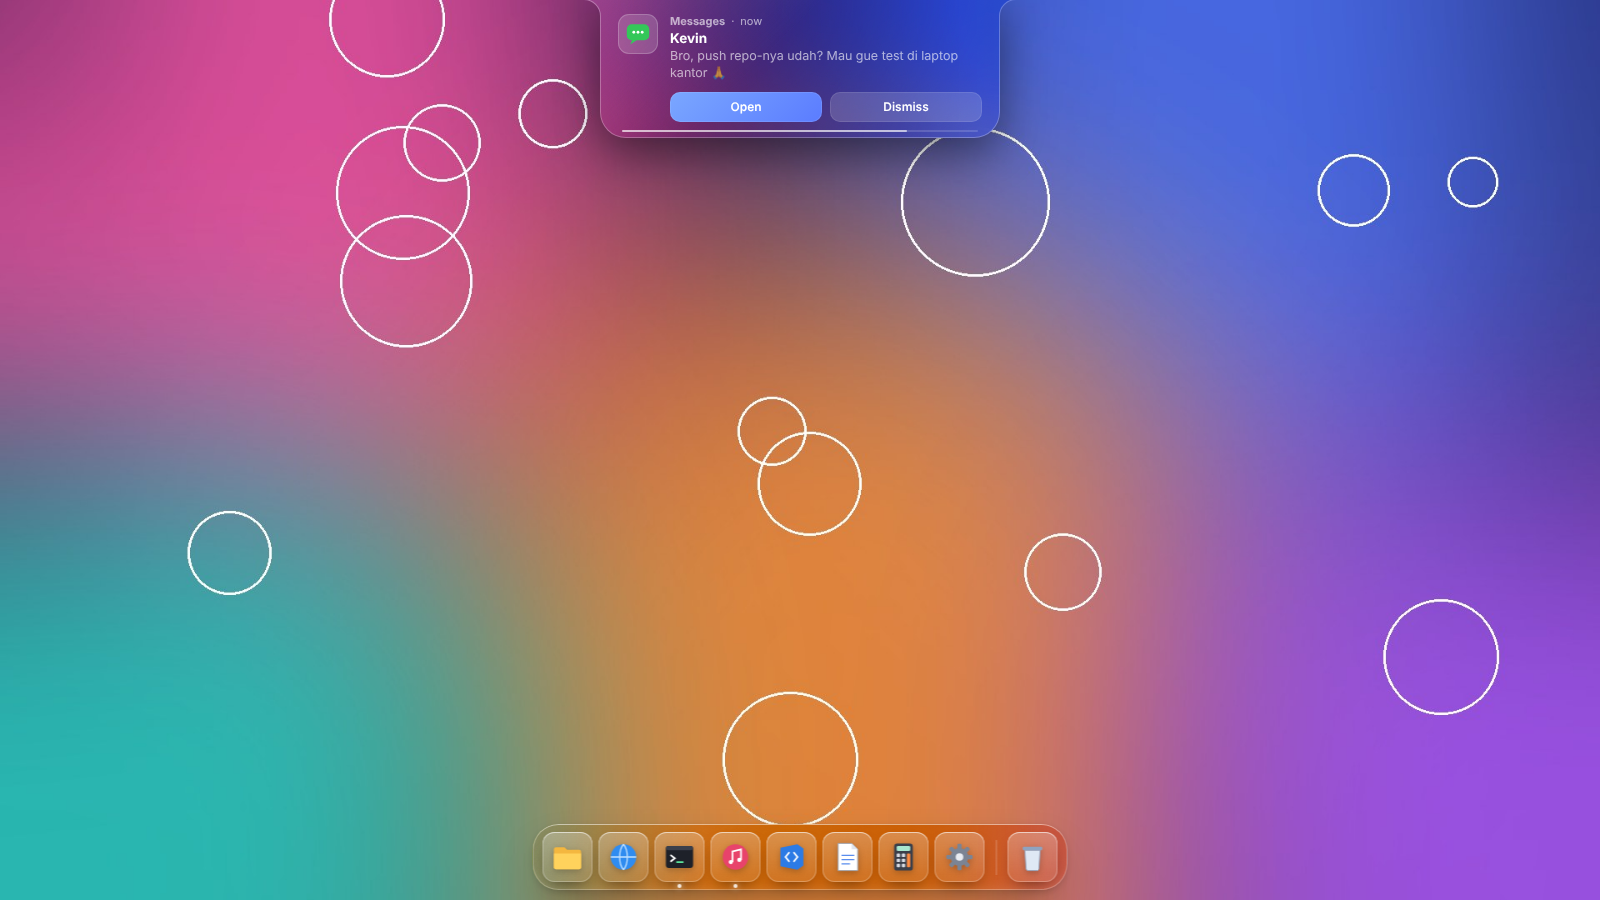 Messages · now
Kevin
Bro, push repo-nya udah? Mau gue test di laptop
kantor 🙏
Open
Dismiss